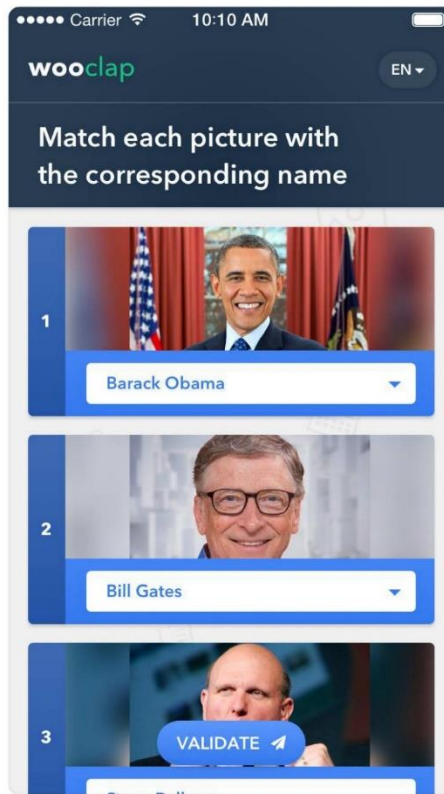 Carrier 10:10 AM
wooclap EN
Match each picture with
the corresponding name
1
Barack Obama
2
Bill Gates
3
VALIDATE